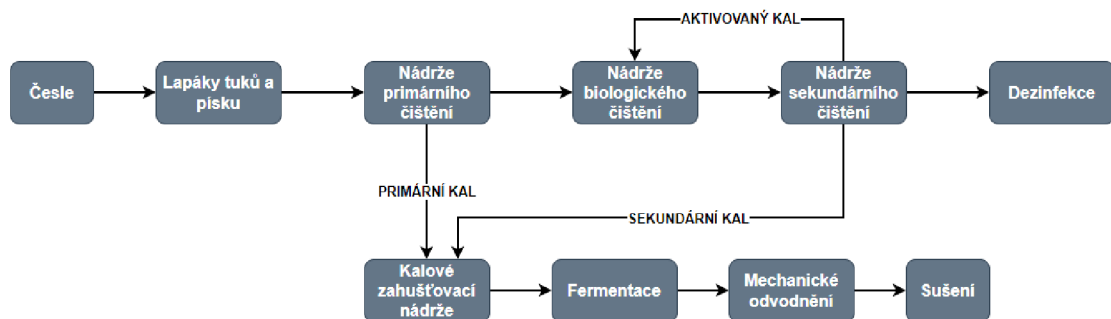 AKTIVOVANÝ KAL
Česle
Lapáky tuků a
pisku
Nádrže
primárního
čištění
Nádrže
biologického
čištění
Nádrže
sekundárního
čištění
Dezinfekce
PRIMÁRNÍ KAL
SEKUNDÁRNÍ KAL
Kalové
zahušťovací
nádrže
Fermentace
Mechanické
odvodnění
Sušení